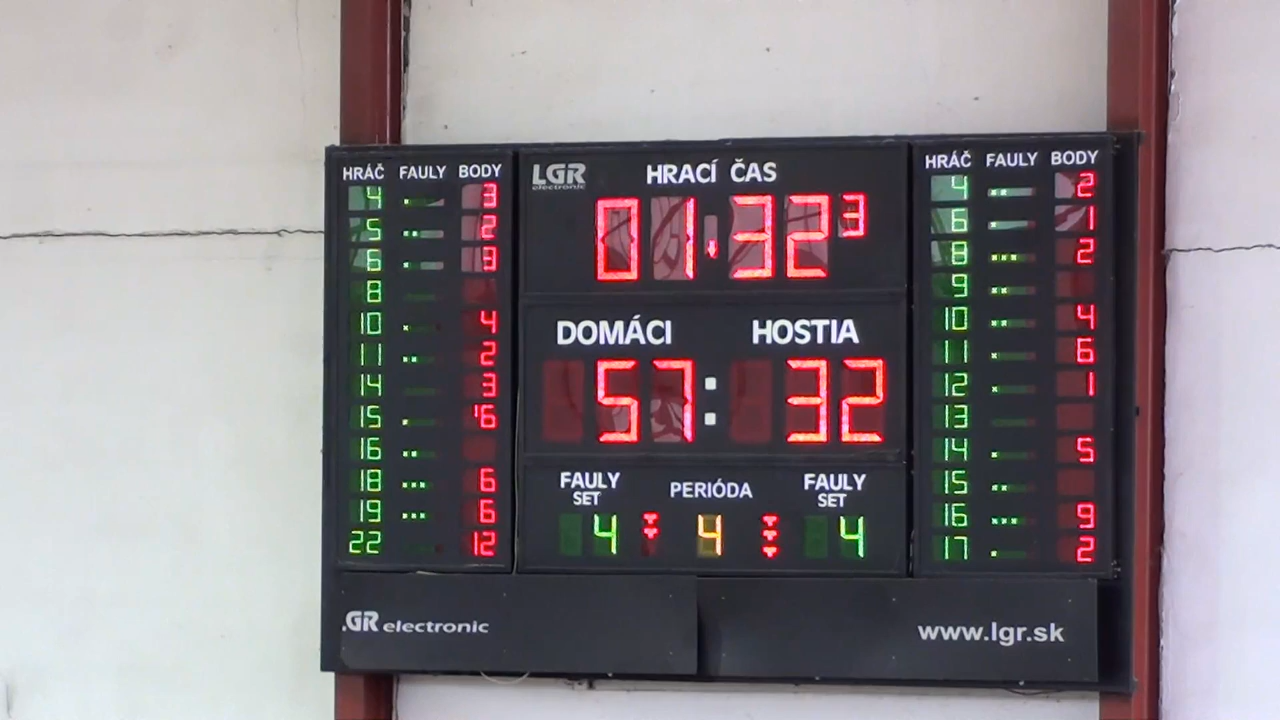 HRÁČ FAULY BODY
4 3
5 2
6 3
8
10 4
11 2
14 3
15 16
16
18 6
19 6
22 12
LGR
electronic
HRACÍ ČAS
01:32 3
DOMÁCI HOSTIA
57:32
FAULY SET PERIÓDA FAULY SET
4 4 4
HRÁČ FAULY BODY
4 2
6 1
8 2
9
10 4
11 6
12 1
13
14 5
15
16 9
17 2
.GR electronic
www.lgr.sk